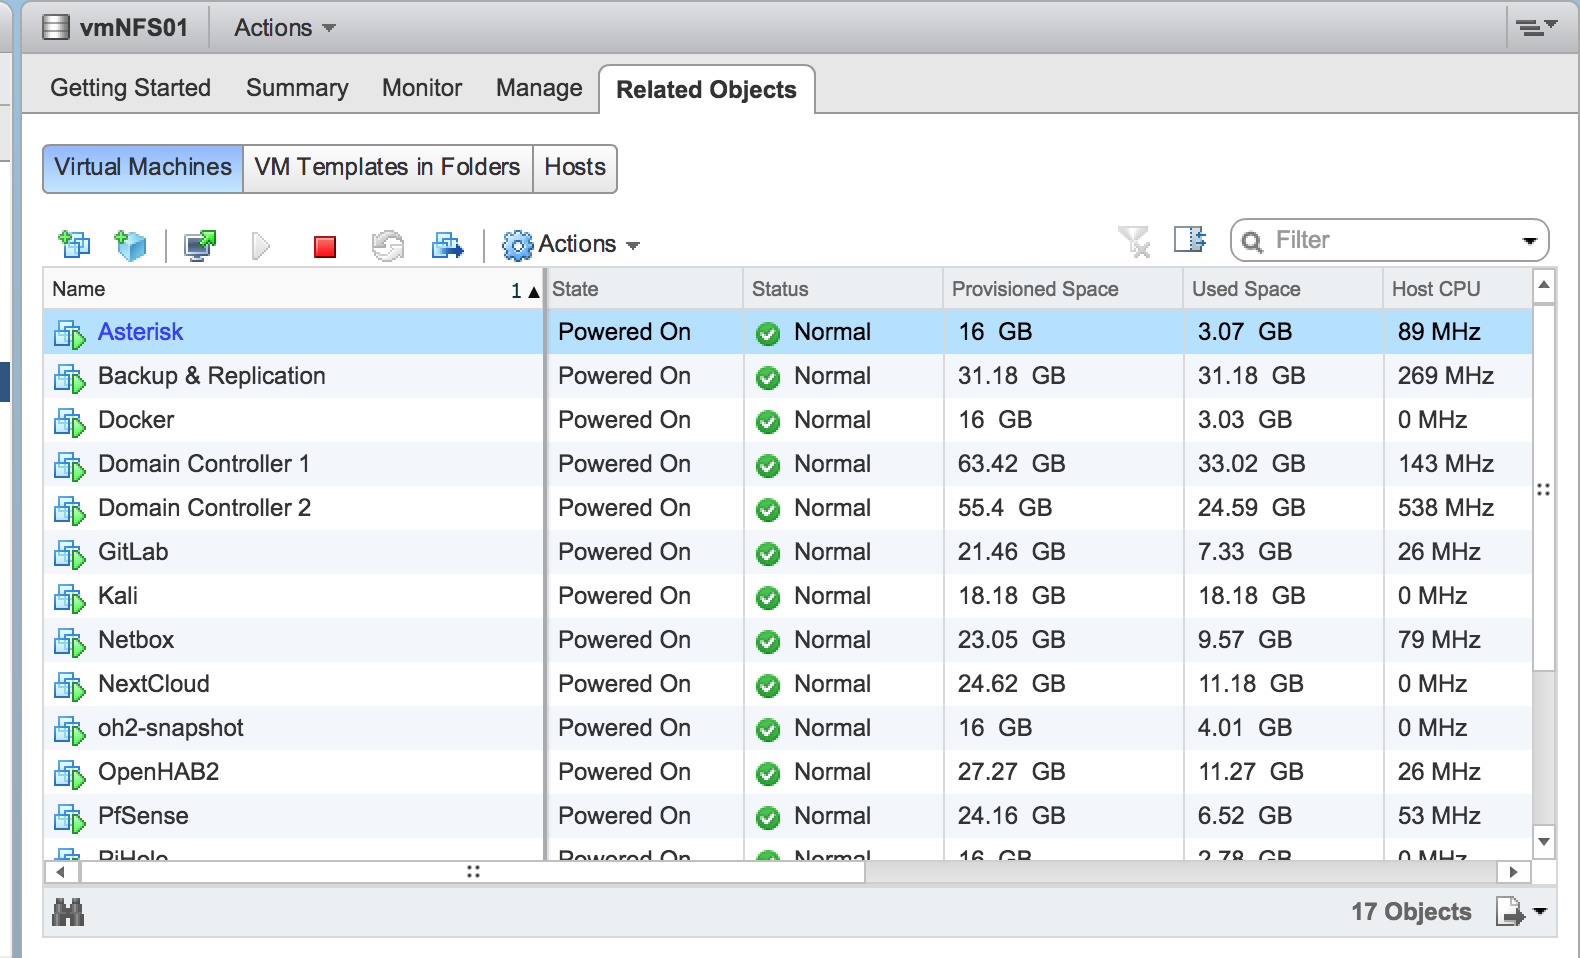 vmNFS01 Actions
Getting Started Summary Monitor Manage Related Objects
Virtual Machines VM Templates in Folders Hosts
Actions Filter
Name 1 State Status Provisioned Space Used Space Host CPU
Asterisk Powered On Normal 16 GB 3.07 GB 89 MHz
Backup & Replication Powered On Normal 31.18 GB 31.18 GB 269 MHz
Docker Powered On Normal 16 GB 3.03 GB 0 MHz
Domain Controller 1 Powered On Normal 63.42 GB 33.02 GB 143 MHz
Domain Controller 2 Powered On Normal 55.4 GB 24.59 GB 538 MHz
GitLab Powered On Normal 21.46 GB 7.33 GB 26 MHz
Kali Powered On Normal 18.18 GB 18.18 GB 0 MHz
Netbox Powered On Normal 23.05 GB 9.57 GB 79 MHz
NextCloud Powered On Normal 24.62 GB 11.18 GB 0 MHz
oh2-snapshot Powered On Normal 16 GB 4.01 GB 0 MHz
OpenHAB2 Powered On Normal 27.27 GB 11.27 GB 26 MHz
PfSense Powered On Normal 24.16 GB 6.52 GB 53 MHz
PiHole Powered On Normal 16 GB 2.78 GB 0 MHz
17 Objects